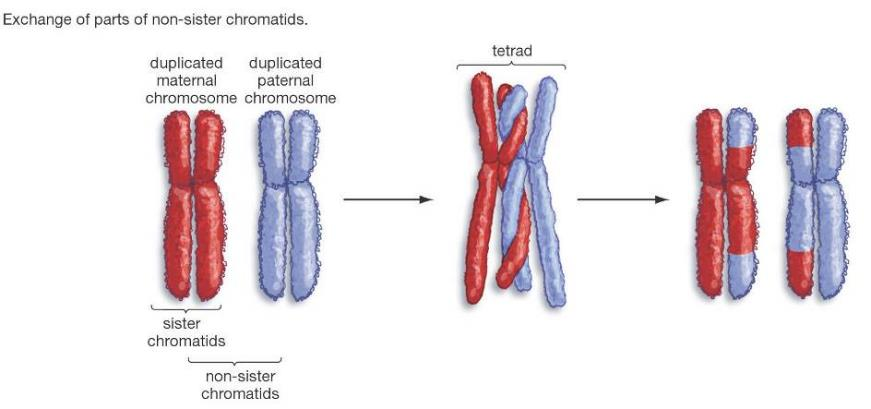 Exchange of parts of non-sister chromatids.
duplicated
maternal
chromosome
duplicated
paternal
chromosome
tetrad
sister
chromatids
non-sister
chromatids